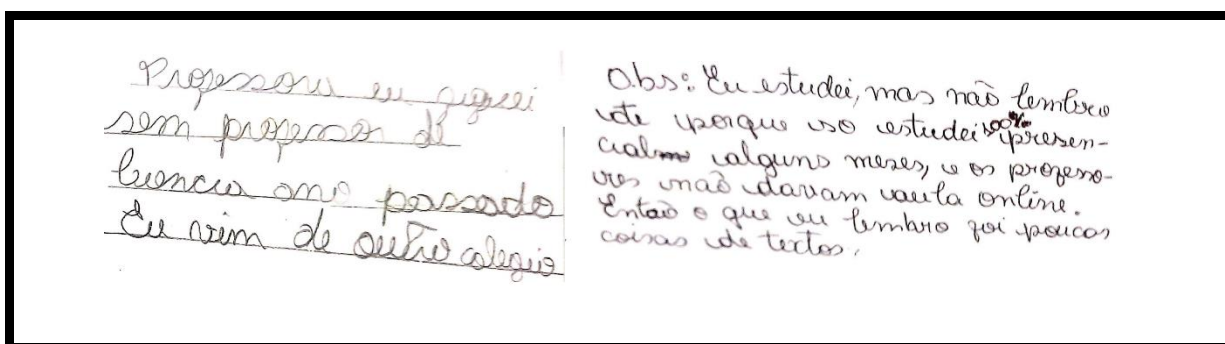 Professora eu fiquei
sem professor de
Ciencia ano passado
Eu vim de outro colegio
Obs: Eu estudei, mas não lembro
de porque so estudei 100% presen-
cial alguns meses, e os professo-
res não davam aula online.
Então o que eu lembro foi poucas
coisas de textos.